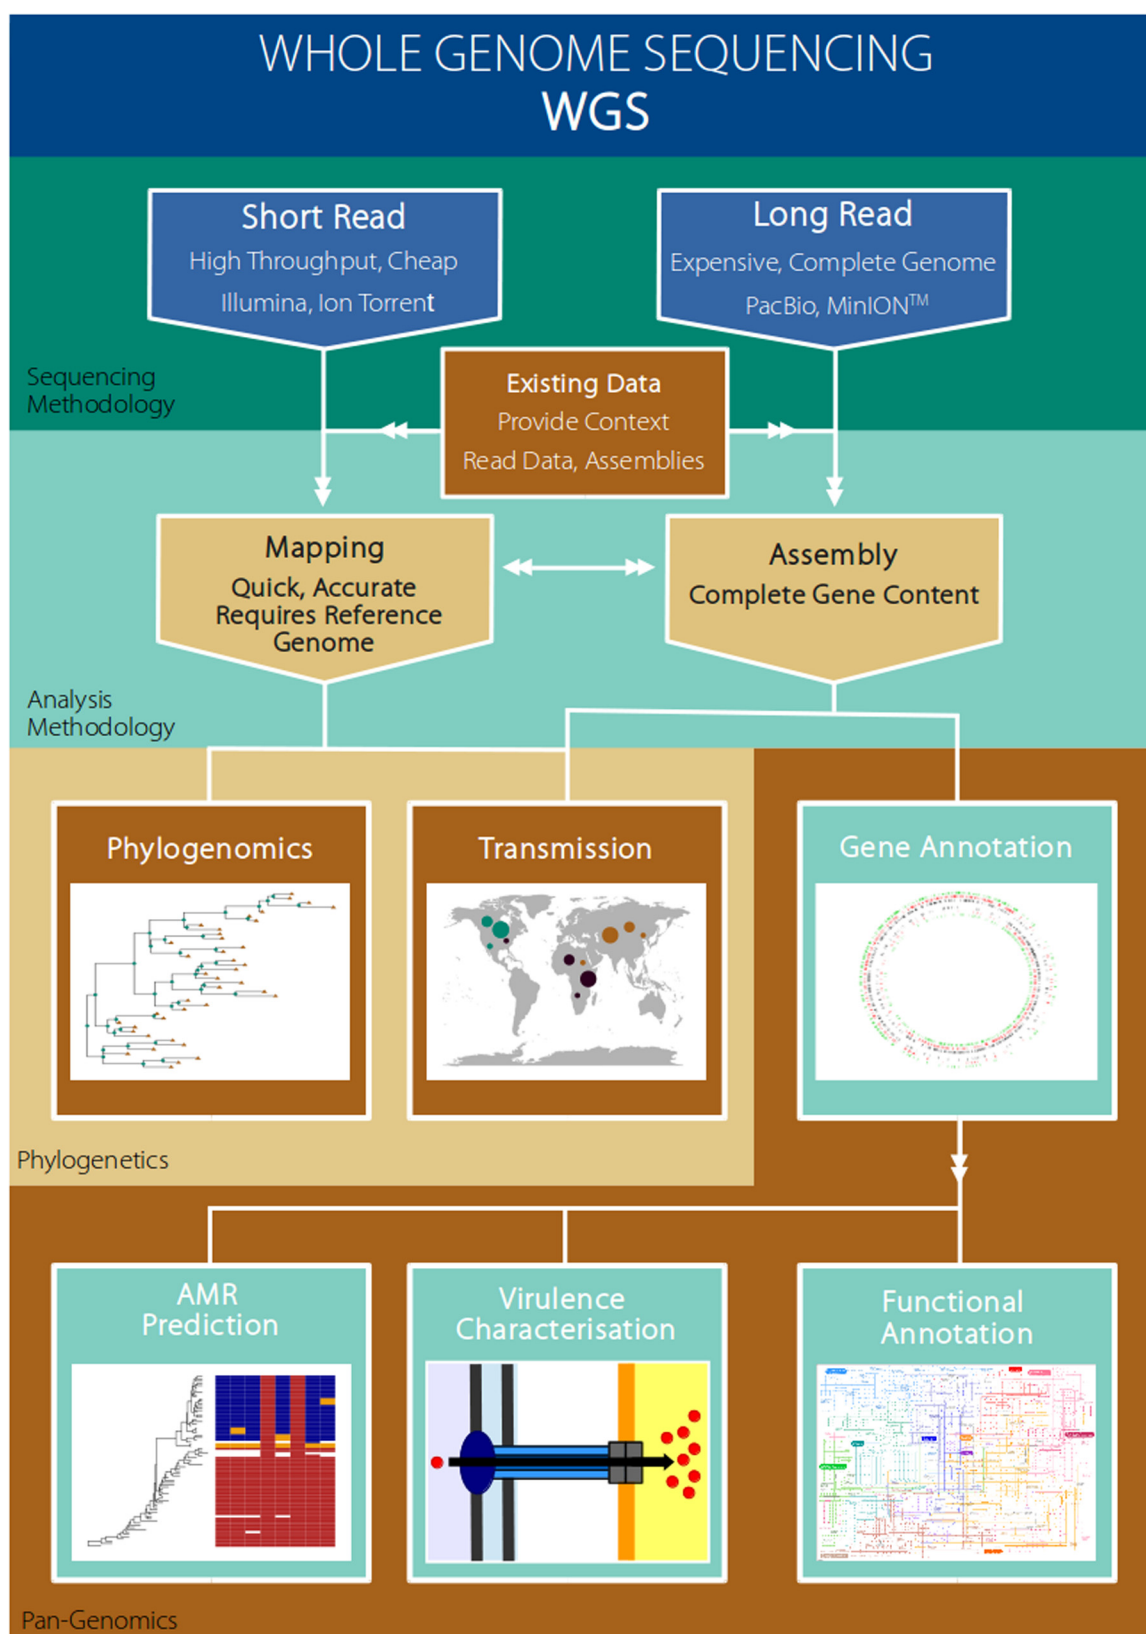 WHOLE GENOME SEQUENCING
WGS
Short Read
High Throughput, Cheap
Illumina, Ion Torrent
Long Read
Expensive, Complete Genome
PacBio, MinION™
Sequencing
Methodology
Existing Data
Provide Context
Read Data, Assemblies
Mapping
Quick, Accurate
Requires Reference
Genome
Assembly
Complete Gene Content
Analysis
Methodology
Phylogenomics
Transmission
Gene Annotation
Phylogenetics
AMR
Prediction
Virulence
Characterisation
Functional
Annotation
Pan-Genomics